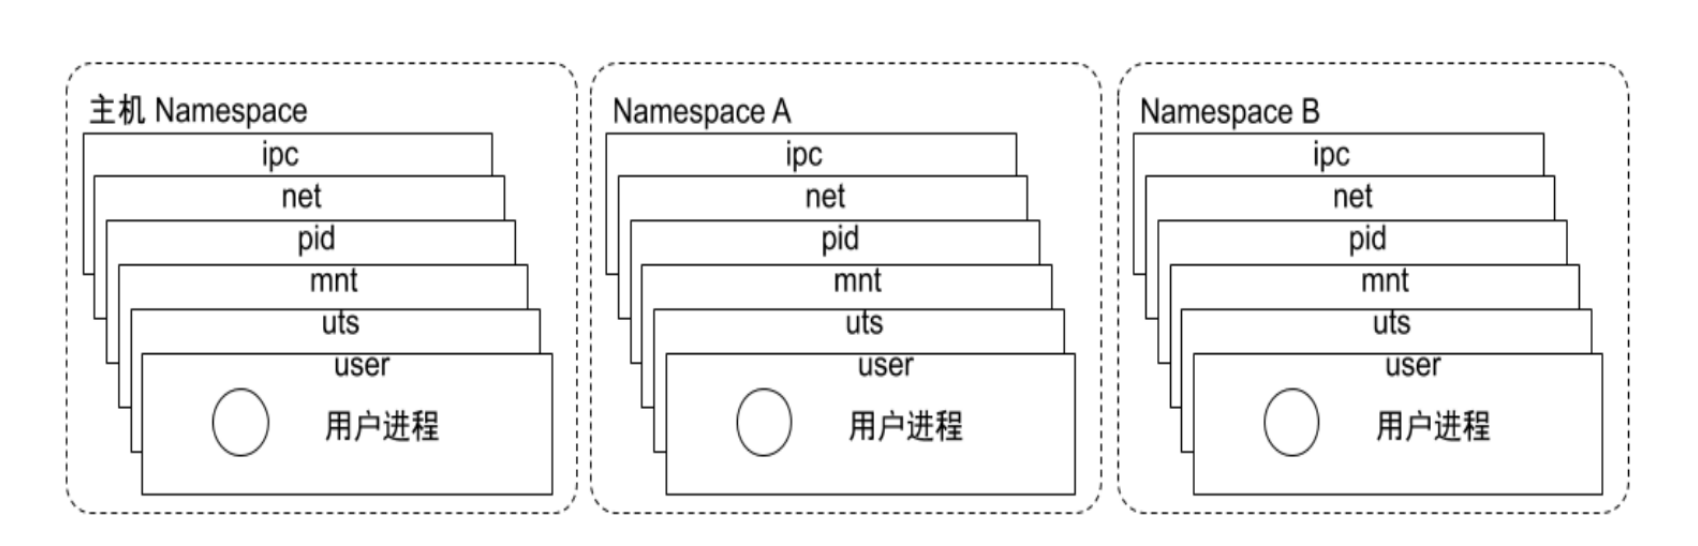 主机 Namespace
ipc
net
pid
mnt
uts
user
用户进程
Namespace A
ipc
net
pid
mnt
uts
user
用户进程
Namespace B
ipc
net
pid
mnt
uts
user
用户进程